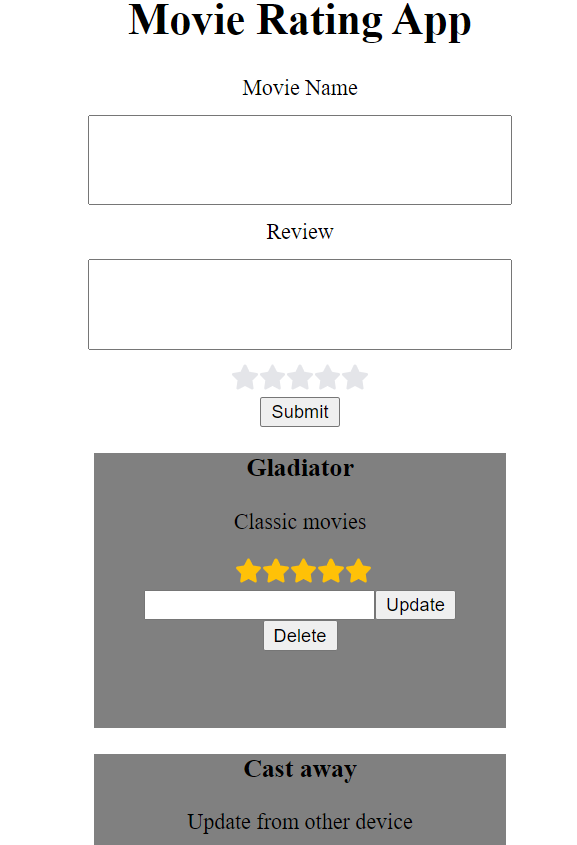 Movie Rating App
Movie Name
Review
Submit
Gladiator
Classic movies
Update
Delete
Cast away
Update from other device